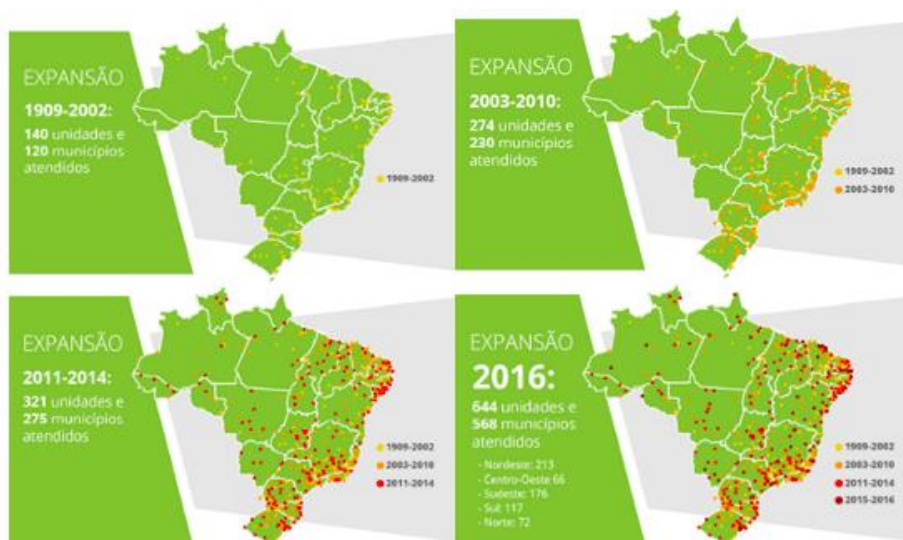 EXPANSÃO
1909-2002:
140 unidades e
120 municípios
atendidos
1909-2002
EXPANSÃO
2003-2010:
274 unidades e
230 municípios
atendidos
1909-2002
2003-2010
EXPANSÃO
2011-2014:
321 unidades e
275 municípios
atendidos
1909-2002
2003-2010
2011-2014
EXPANSÃO
2016:
644 unidades e
568 municípios
atendidos
- Nordeste: 213
- Centro-Oeste 66
- Sudeste: 176
- Sul: 117
- Norte: 72
1909-2002
2003-2010
2011-2014
2015-2016